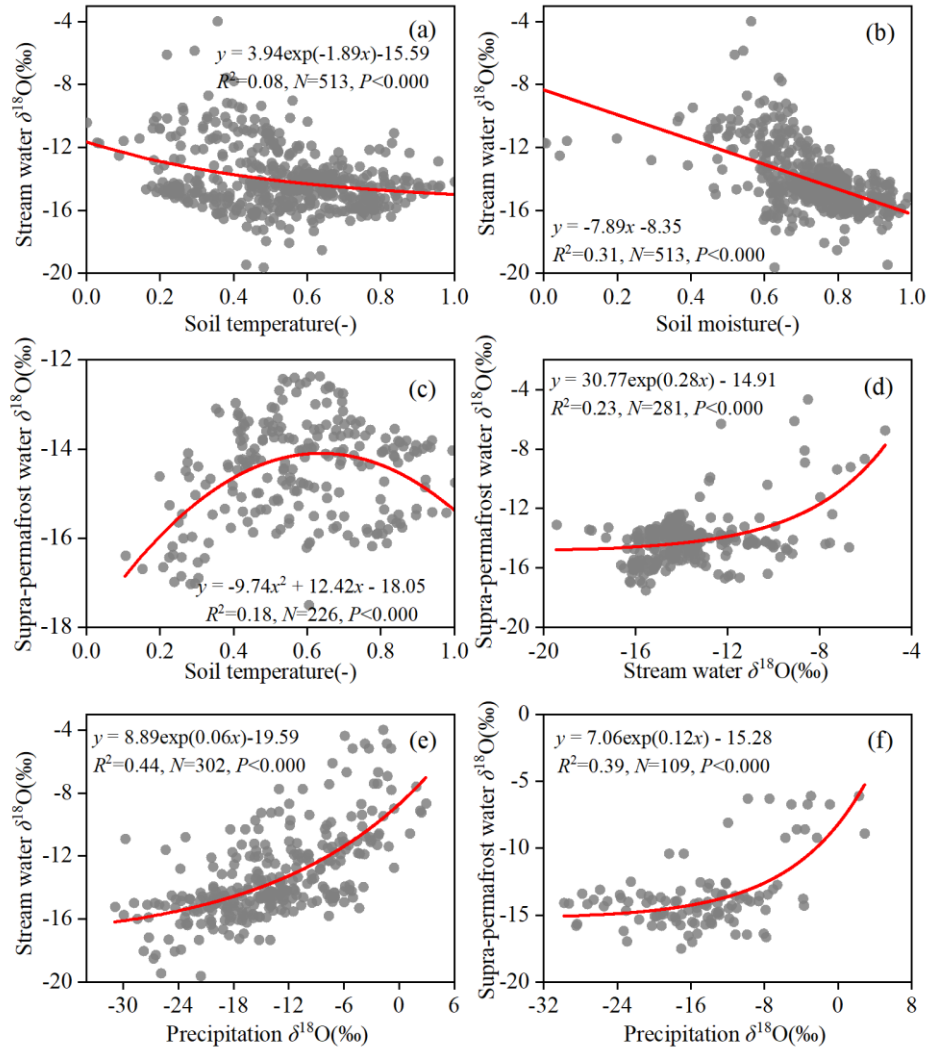 (a)
y = 3.94exp(-1.89x)-15.59
R²=0.08, N=513, P<0.000
Stream water δ¹⁸O(‰)
-4
-8
-12
-16
-20
0.0 0.2 0.4 0.6 0.8 1.0
Soil temperature(-)
(b)
y = -7.89x -8.35
R²=0.31, N=513, P<0.000
Stream water δ¹⁸O(‰)
-4
-8
-12
-16
-20
0.0 0.2 0.4 0.6 0.8 1.0
Soil moisture(-)
(c)
y = -9.74x² + 12.42x - 18.05
R²=0.18, N=226, P<0.000
Supra-permafrost water δ¹⁸O(‰)
-12
-14
-16
-18
0.0 0.2 0.4 0.6 0.8 1.0
Soil temperature(-)
(d)
y = 30.77exp(0.28x) - 14.91
R²=0.23, N=281, P<0.000
Supra-permafrost water δ¹⁸O(‰)
-4
-8
-12
-16
-20
-20 -16 -12 -8 -4
Stream water δ¹⁸O(‰)
(e)
y = 8.89exp(0.06x)-19.59
R²=0.44, N=302, P<0.000
Stream water δ¹⁸O(‰)
-4
-8
-12
-16
-20
-30 -24 -18 -12 -6 0 6
Precipitation δ¹⁸O(‰)
(f)
y = 7.06exp(0.12x) - 15.28
R²=0.39, N=109, P<0.000
Supra-permafrost water δ¹⁸O(‰)
0
-5
-10
-15
-20
-32 -24 -16 -8 0 8
Precipitation δ¹⁸O(‰)